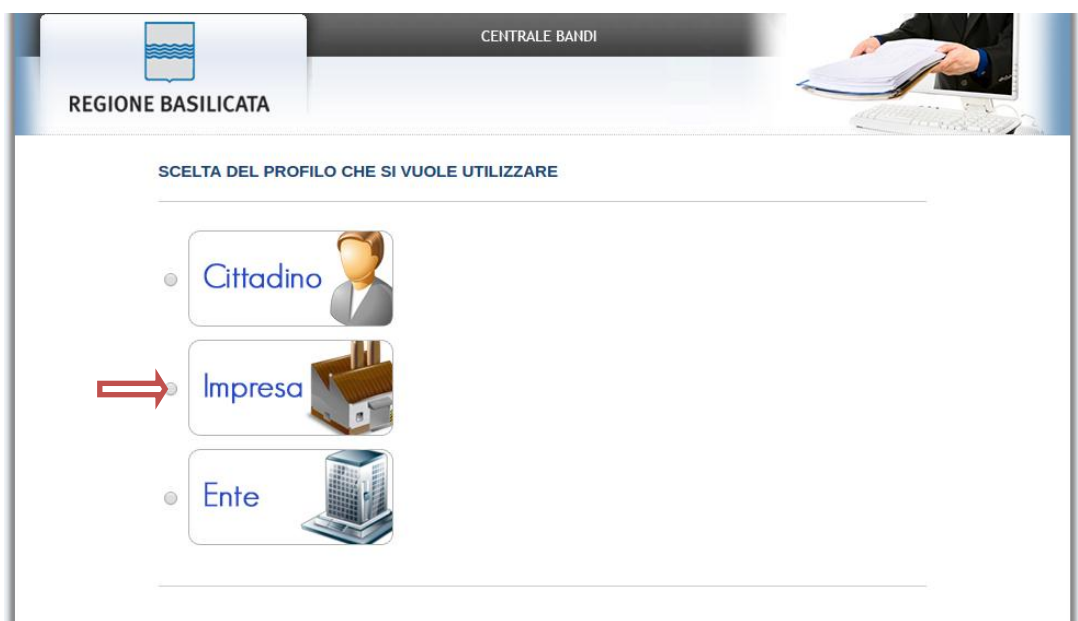 CENTRALE BANDI
REGIONE BASILICATA
SCELTA DEL PROFILO CHE SI VUOLE UTILIZZARE
Cittadino
Impresa
Ente